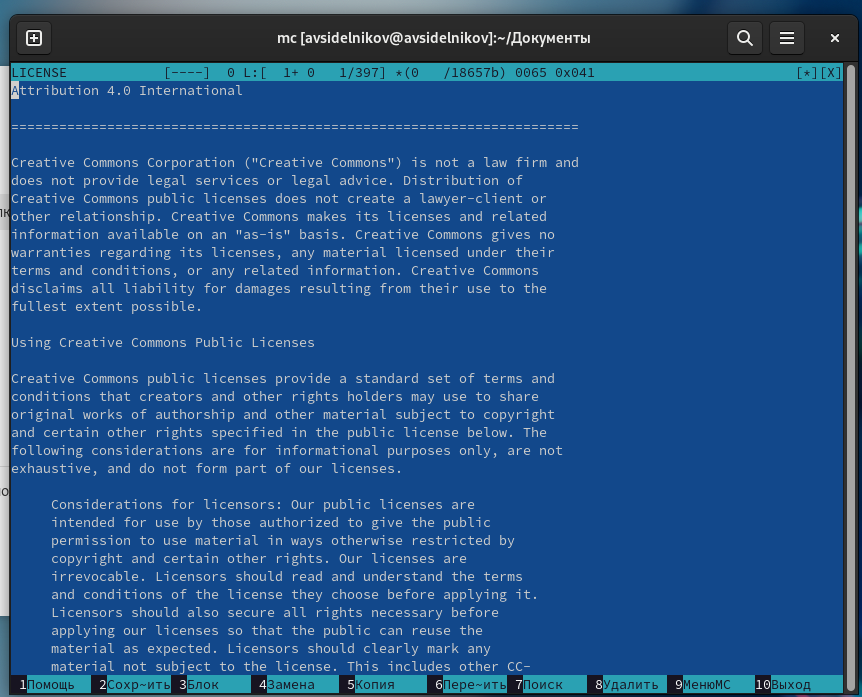 mc [avsidelnikov@avsidelnikov]:~/Документы
LICENSE [----] 0 L:[ 1+ 0 1/397] *(0 /18657b) 0065 0x041 [*][X]
Attribution 4.0 International
=======================================================================
Creative Commons Corporation ("Creative Commons") is not a law firm and
does not provide legal services or legal advice. Distribution of
Creative Commons public licenses does not create a lawyer-client or
other relationship. Creative Commons makes its licenses and related
information available on an "as-is" basis. Creative Commons gives no
warranties regarding its licenses, any material licensed under their
terms and conditions, or any related information. Creative Commons
disclaims all liability for damages resulting from their use to the
fullest extent possible.
Using Creative Commons Public Licenses
Creative Commons public licenses provide a standard set of terms and
conditions that creators and other rights holders may use to share
original works of authorship and other material subject to copyright
and certain other rights specified in the public license below. The
following considerations are for informational purposes only, are not
exhaustive, and do not form part of our licenses.
Considerations for licensors: Our public licenses are
intended for use by those authorized to give the public
permission to use material in ways otherwise restricted by
copyright and certain other rights. Our licenses are
irrevocable. Licensors should read and understand the terms
and conditions of the license they choose before applying it.
Licensors should also secure all rights necessary before
applying our licenses so that the public can reuse the
material as expected. Licensors should clearly mark any
material not subject to the license. This includes other CC-
1Помощь 2Сохр~ить 3Блок 4Замена 5Копия 6Пере~ить 7Поиск 8Удалить 9МенюMC 10Выход